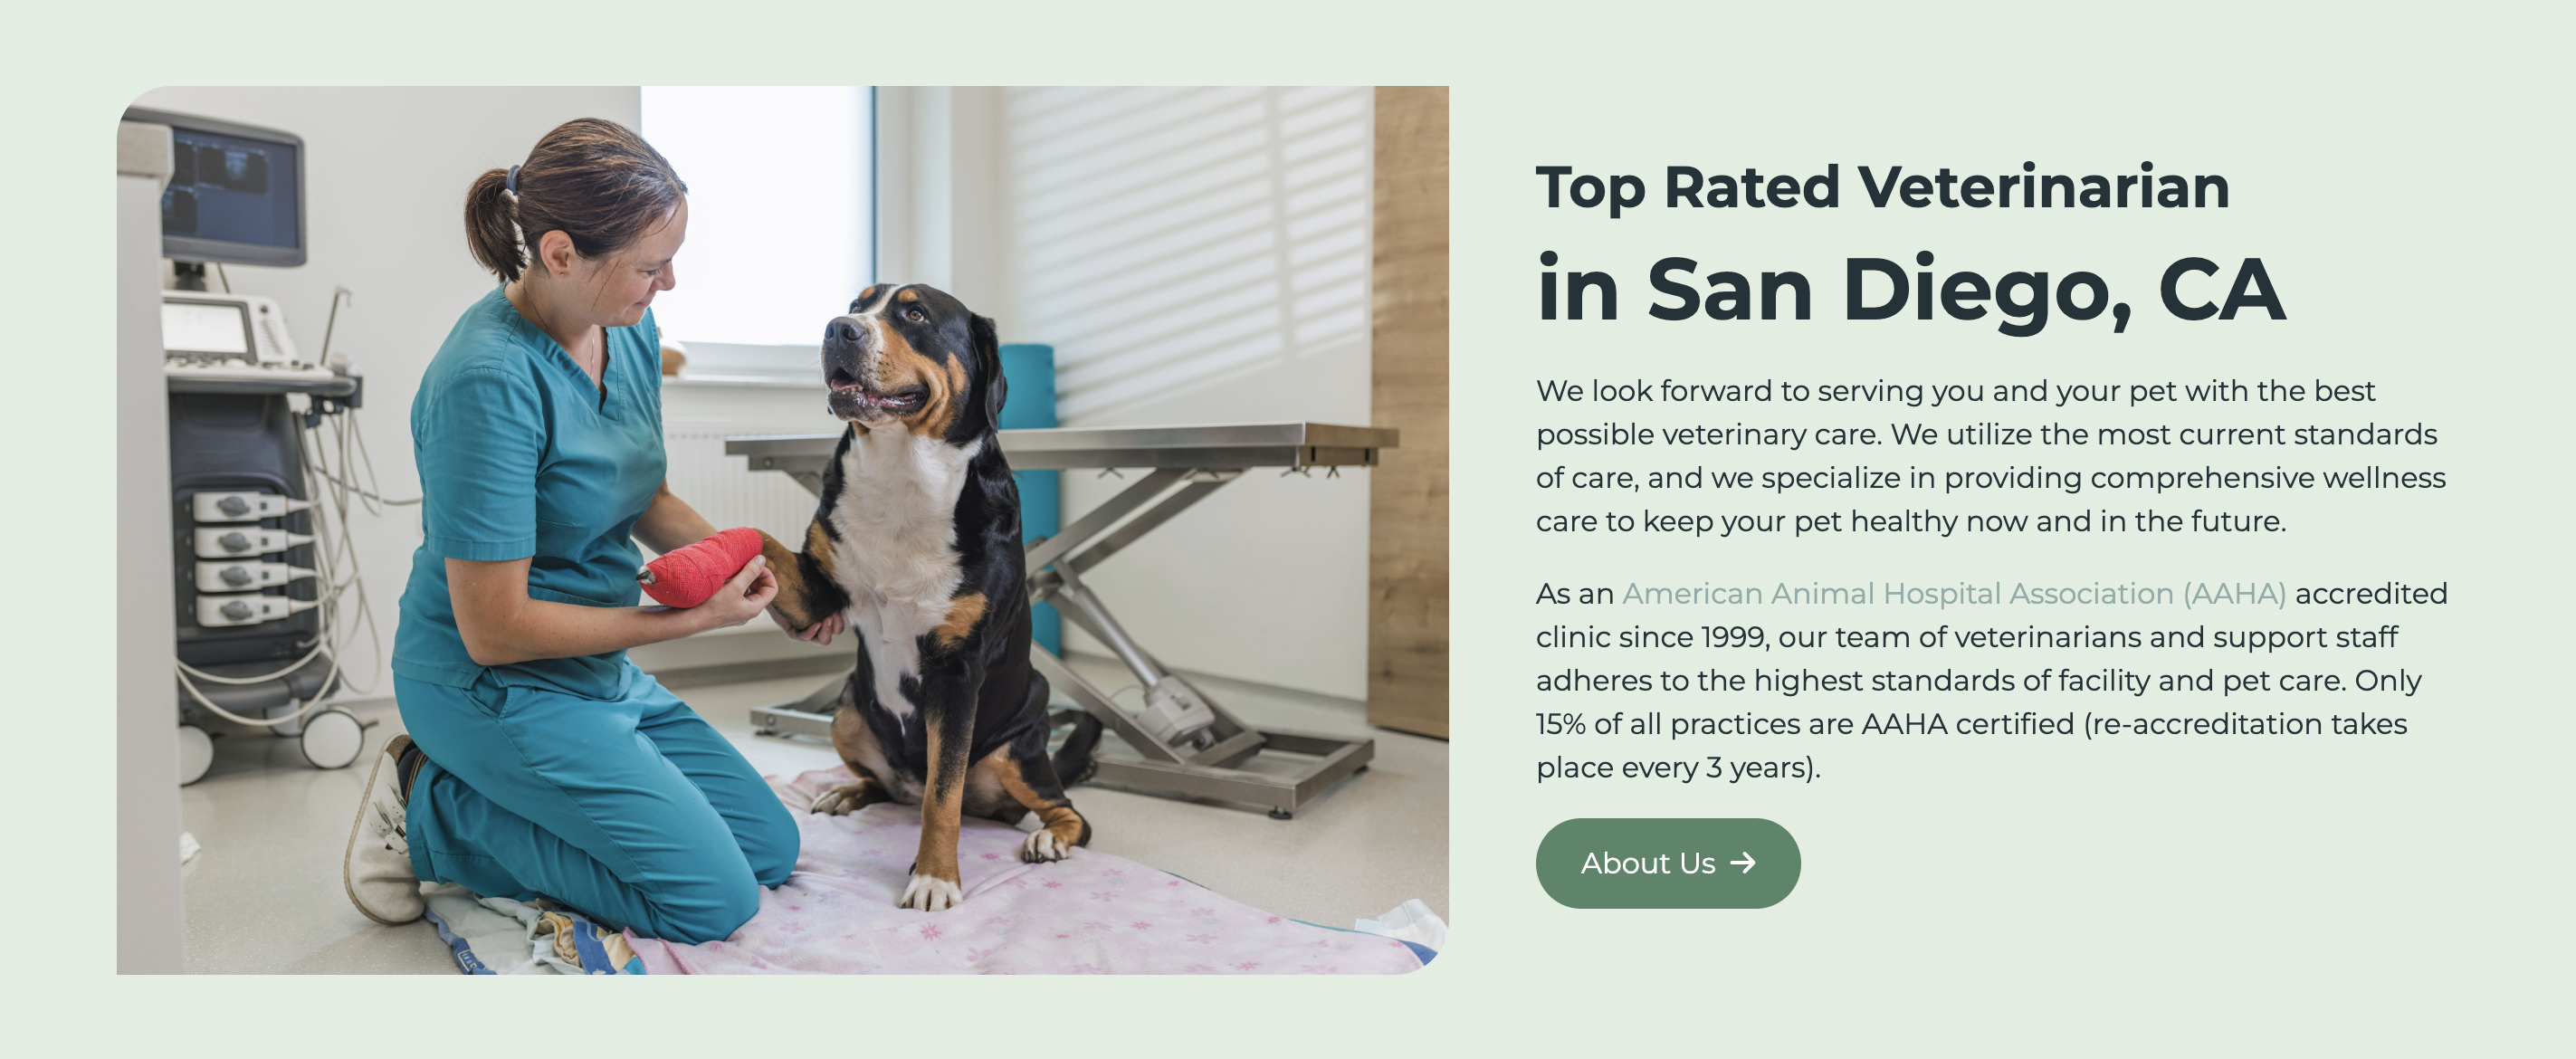 Top Rated Veterinarian
in San Diego, CA
We look forward to serving you and your pet with the best
possible veterinary care. We utilize the most current standards
of care, and we specialize in providing comprehensive wellness
care to keep your pet healthy now and in the future.
As an American Animal Hospital Association (AAHA) accredited
clinic since 1999, our team of veterinarians and support staff
adheres to the highest standards of facility and pet care. Only
15% of all practices are AAHA certified (re-accreditation takes
place every 3 years).
About Us →